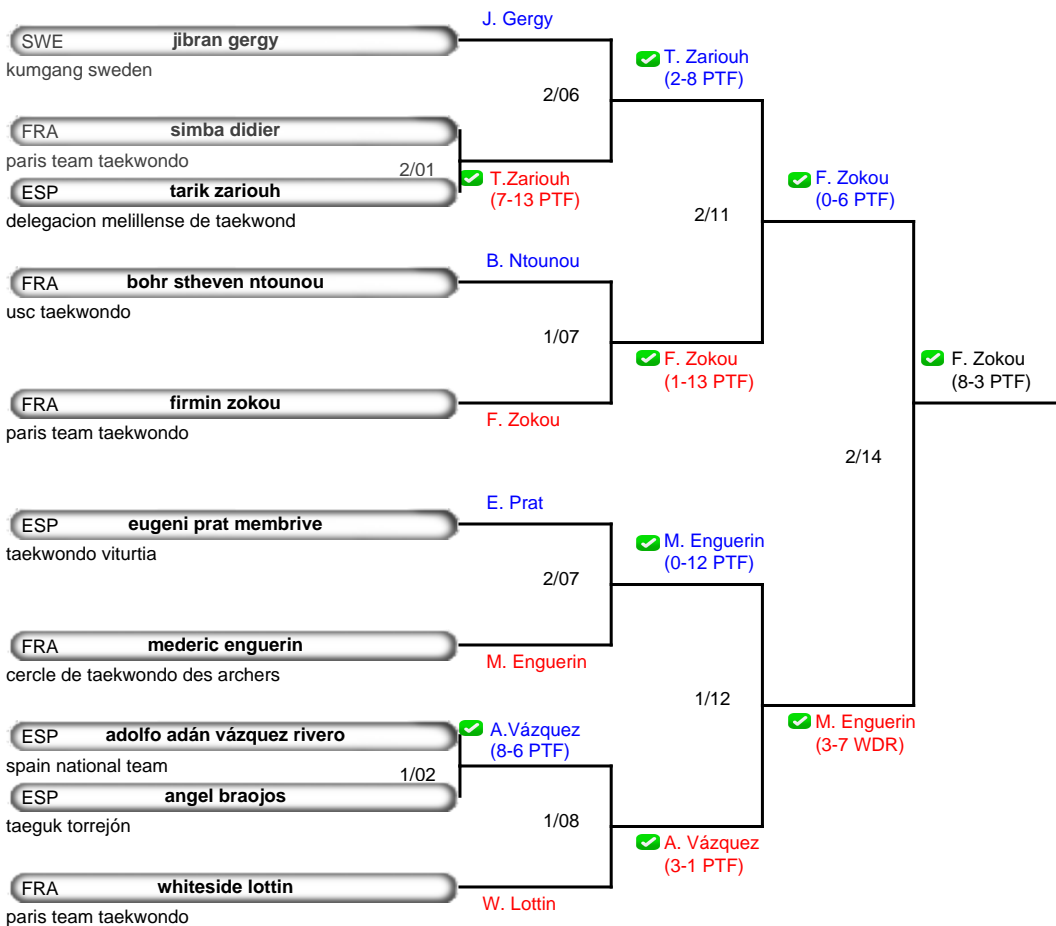 J. Gergy
SWE jibran gergy
kumgang sweden
T. Zariouh
(2-8 PTF)
2/06
FRA simba didier
paris team taekwondo
2/01
T.Zariouh
(7-13 PTF)
ESP tarik zariouh
delegacion melillense de taekwond
F. Zokou
(0-6 PTF)
2/11
B. Ntounou
FRA bohr stheven ntounou
usc taekwondo
1/07
F. Zokou
(1-13 PTF)
F. Zokou
(8-3 PTF)
FRA firmin zokou
F. Zokou
paris team taekwondo
2/14
E. Prat
ESP eugeni prat membrive
taekwondo viturtia
M. Enguerin
(0-12 PTF)
2/07
FRA mederic enguerin
M. Enguerin
cercle de taekwondo des archers
1/12
M. Enguerin
(3-7 WDR)
ESP adolfo adán vázquez rivero
A.Vázquez
(8-6 PTF)
spain national team
1/02
ESP angel braojos
taeguk torrejón
1/08
A. Vázquez
(3-1 PTF)
FRA whiteside lottin
W. Lottin
paris team taekwondo